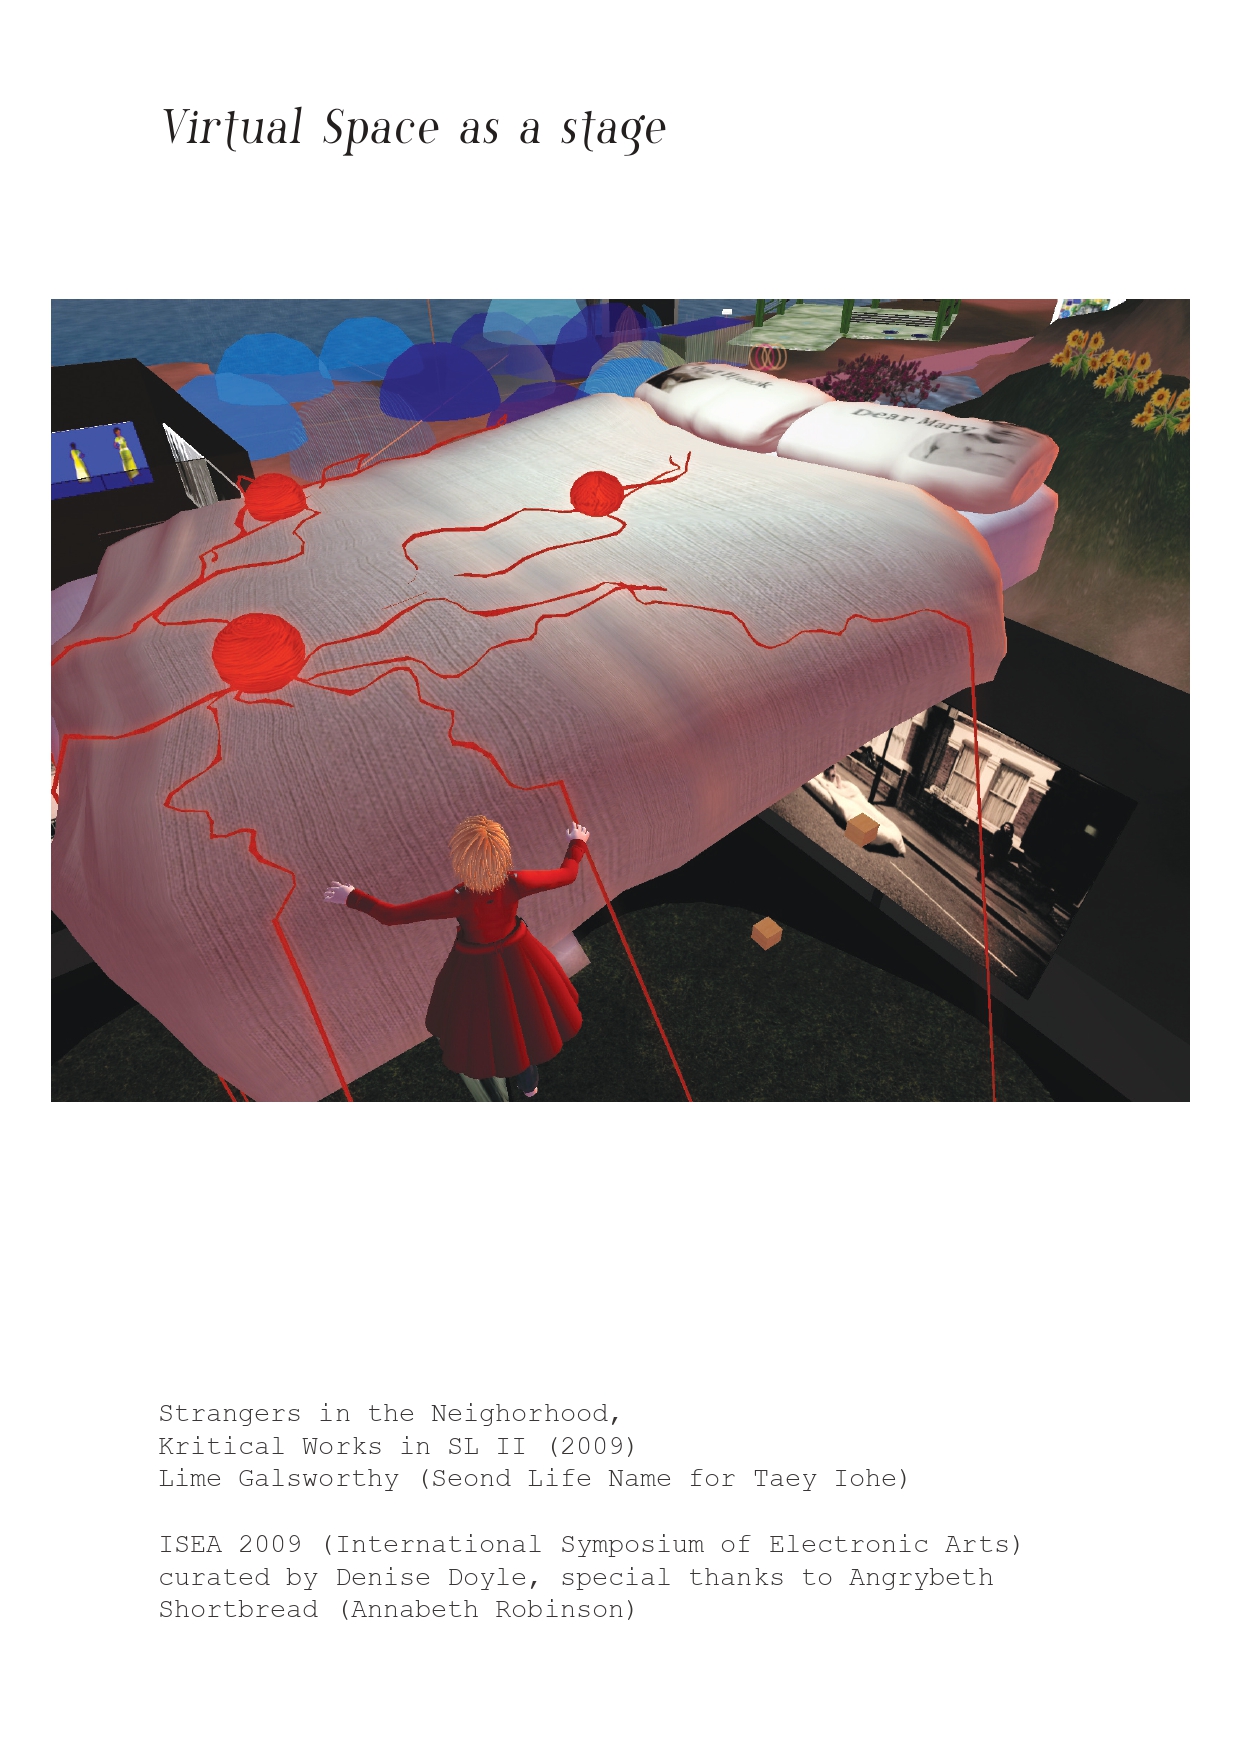 Virtual Space as a stage
Dear Mary
Strangers in the Neighorhood,
Kritical Works in SL II (2009)
Lime Galsworthy (Seond Life Name for Taey Iohe)
ISEA 2009 (International Symposium of Electronic Arts)
curated by Denise Doyle, special thanks to Angrybeth
Shortbread (Annabeth Robinson)